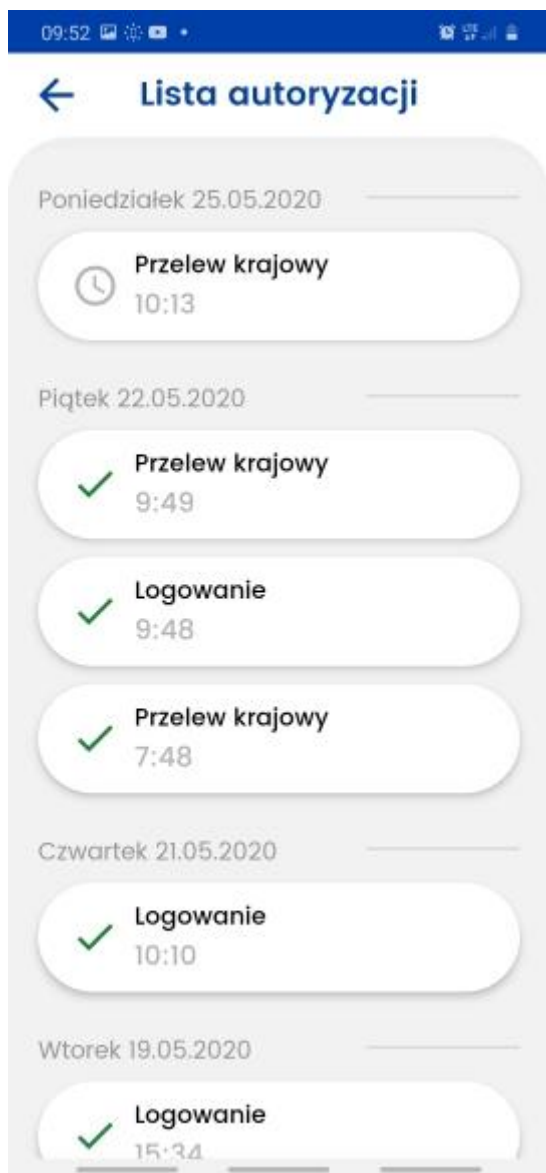 09:52
Lista autoryzacji
Poniedziałek 25.05.2020
Przelew krajowy
10:13
Piątek 22.05.2020
Przelew krajowy
9:49
Logowanie
9:48
Przelew krajowy
7:48
Czwartek 21.05.2020
Logowanie
10:10
Wtorek 19.05.2020
Logowanie
15:34